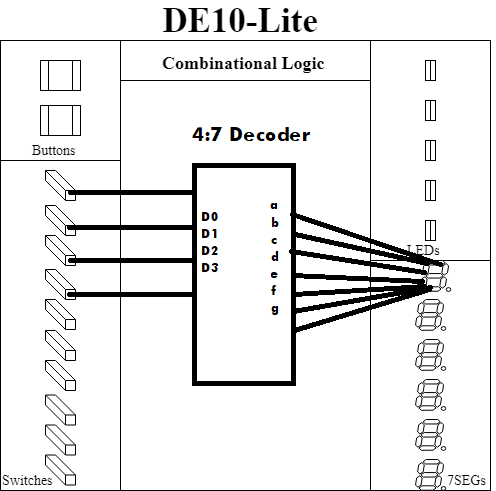 DE10-Lite
Combinational Logic
4:7 Decoder
Buttons
D0
D1
D2
D3
a
b
c
d
e
f
g
LEDs
Switches
7SEGs